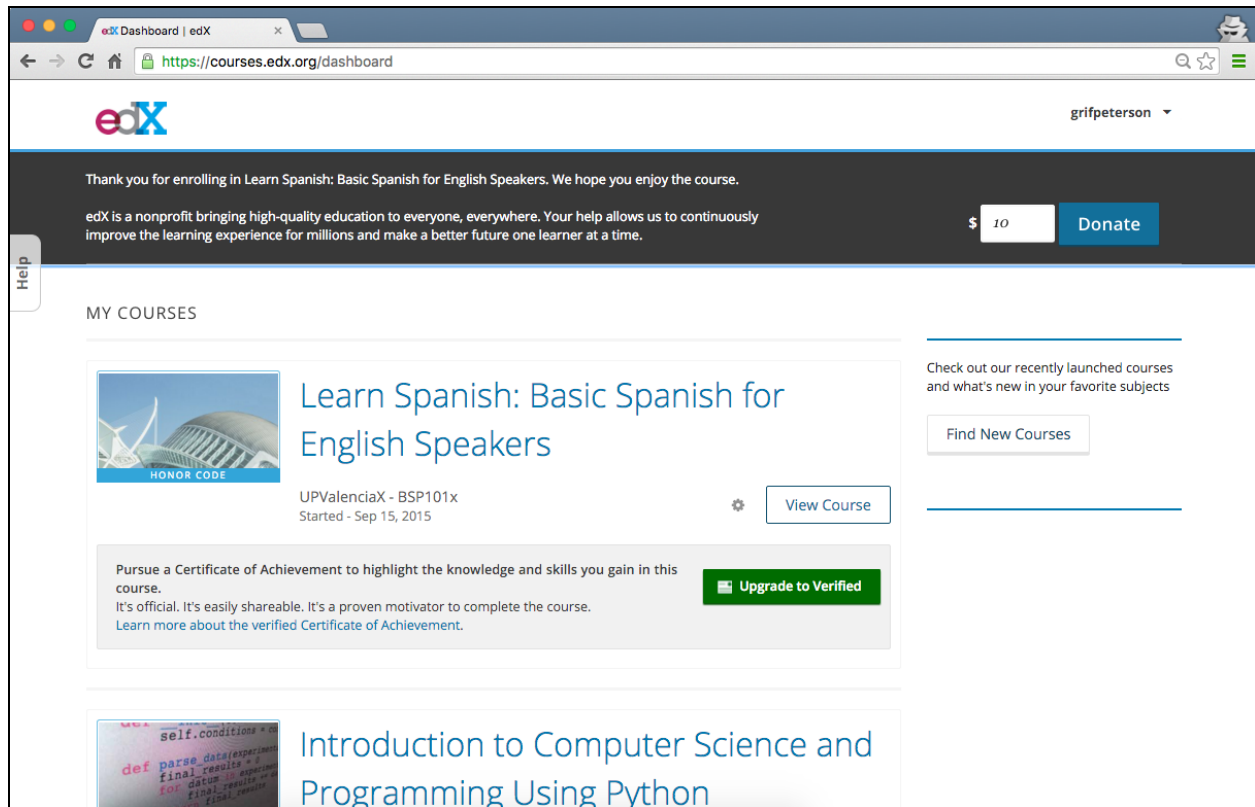 edX Dashboard | edX
https://courses.edx.org/dashboard
edX
grifpeterson
Thank you for enrolling in Learn Spanish: Basic Spanish for English Speakers. We hope you enjoy the course.
edX is a nonprofit bringing high-quality education to everyone, everywhere. Your help allows us to continuously
improve the learning experience for millions and make a better future one learner at a time.
$ 10 Donate
Help
MY COURSES
Learn Spanish: Basic Spanish for
English Speakers
HONOR CODE
UPValenciaX - BSP101x
Started - Sep 15, 2015
View Course
Pursue a Certificate of Achievement to highlight the knowledge and skills you gain in this
course.
It's official. It's easily shareable. It's a proven motivator to complete the course.
Learn more about the verified Certificate of Achievement.
Upgrade to Verified
Check out our recently launched courses
and what's new in your favorite subjects
Find New Courses
self.conditions =
def parse_data(
final_results =
for datum in
Introduction to Computer Science and
Programming Using Python